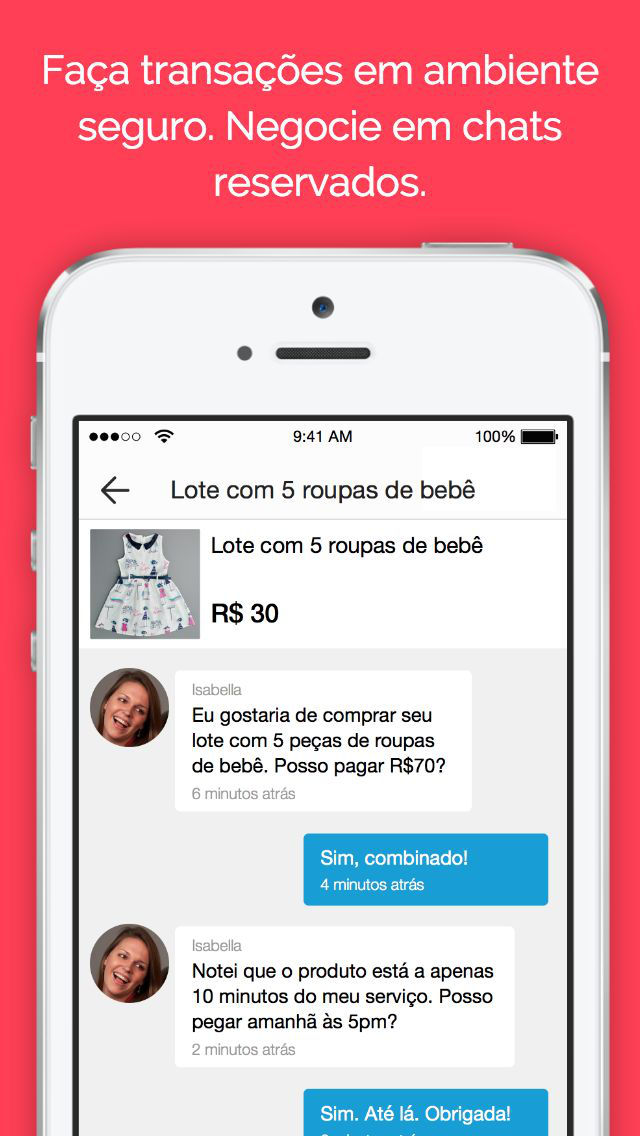 Faça transações em ambiente
seguro. Negocie em chats
reservados.
9:41 AM
100%
Lote com 5 roupas de bebê
Lote com 5 roupas de bebê
R$ 30
Isabella
Eu gostaria de comprar seu
lote com 5 peças de roupas
de bebê. Posso pagar R$70?
6 minutos atrás
Sim, combinado!
4 minutos atrás
Isabella
Notei que o produto está a apenas
10 minutos do meu serviço. Posso
pegar amanhã às 5pm?
2 minutos atrás
Sim. Até lá. Obrigada!